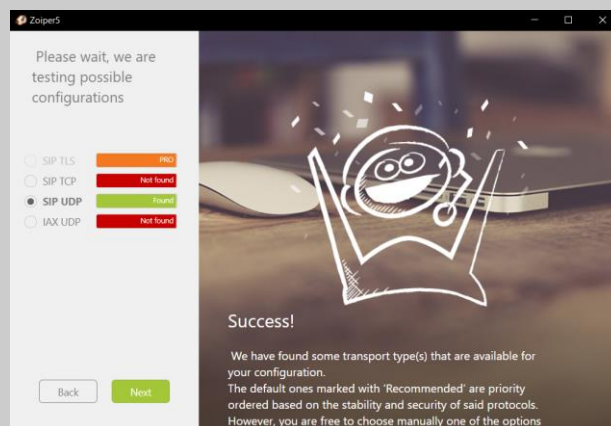 Zoiper5
Please wait, we are
testing possible
configurations
SIP TLS PRO
SIP TCP Not found
SIP UDP Found
IAX UDP Not found
Back Next
Success!
We have found some transport type(s) that are available for
your configuration.
The default ones marked with 'Recommended' are priority
ordered based on the stability and security of said protocols.
However, you are free to choose manually one of the options